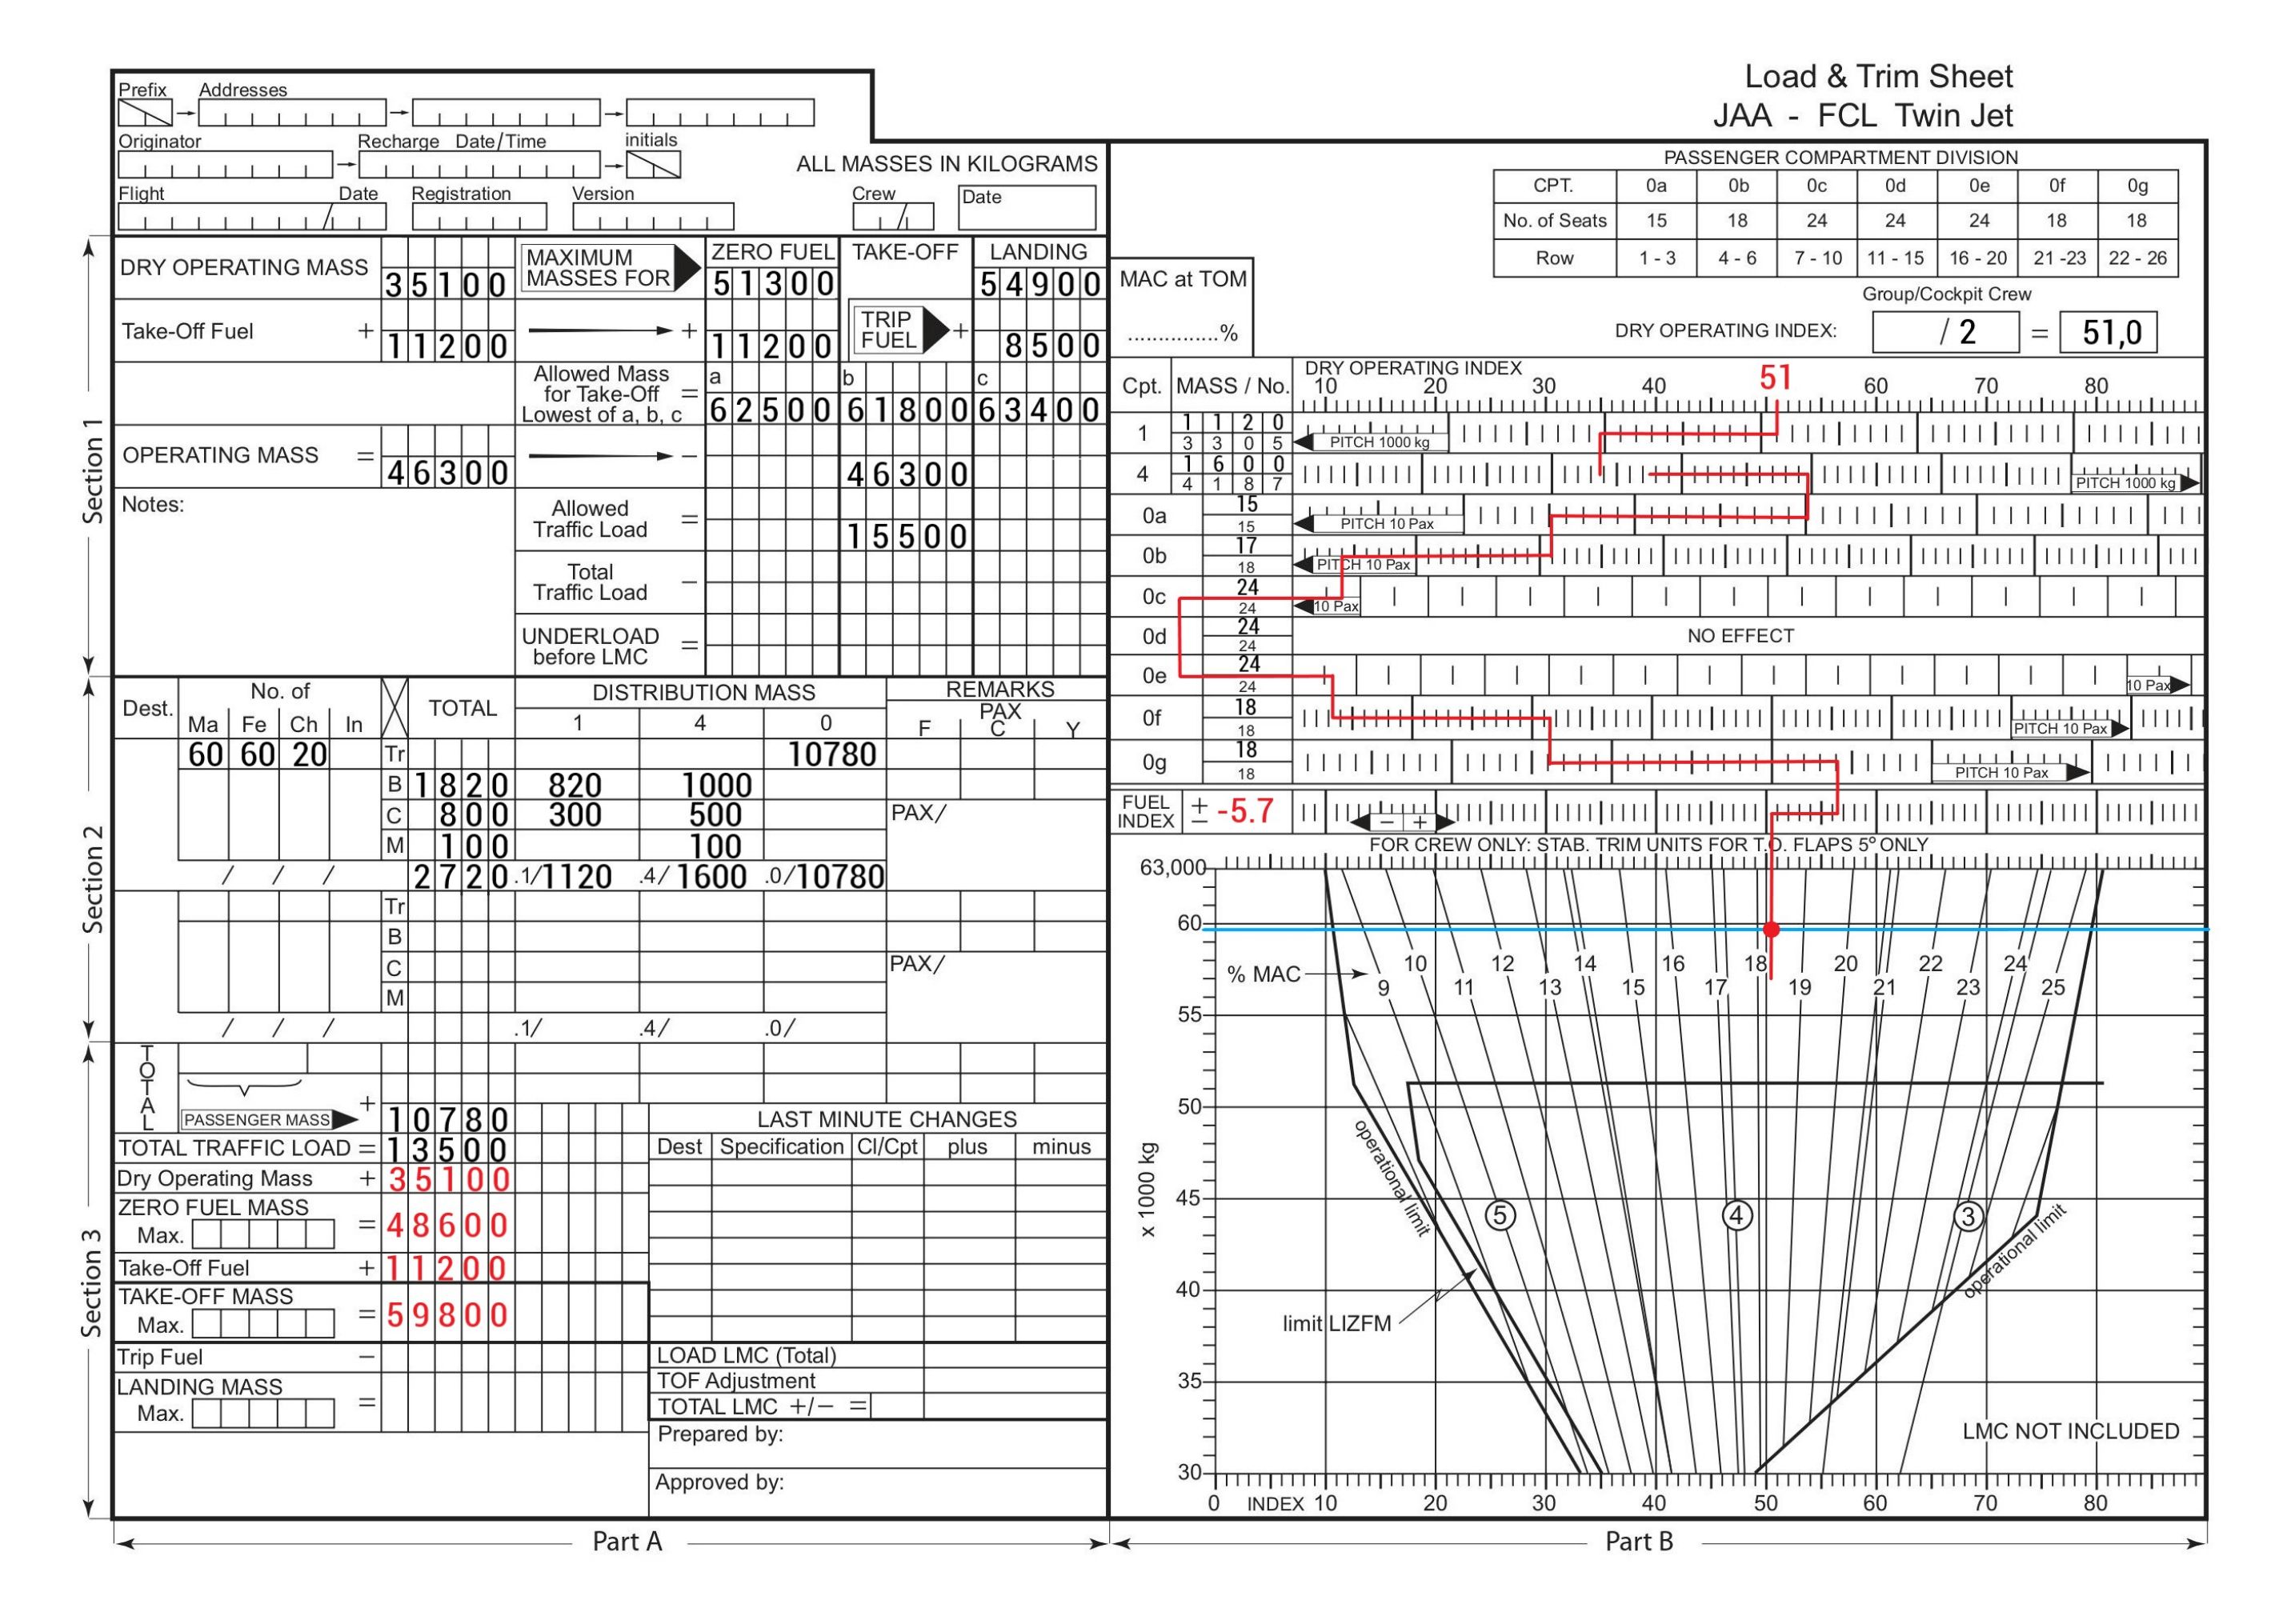 Load & Trim Sheet
JAA - FCL Twin Jet
Prefix Addresses
Originator Recharge Date/Time initials
ALL MASSES IN KILOGRAMS
Flight Date Registration Version Crew Date
/ /
PASSENGER COMPARTMENT DIVISION
CPT. 0a 0b 0c 0d 0e 0f 0g
No. of Seats 15 18 24 24 24 18 18
Row 1 - 3 4 - 6 7 - 10 11 - 15 16 - 20 21 -23 22 - 26
Group/Cockpit Crew
DRY OPERATING INDEX: / 2 = 51,0
MAC at TOM
...............%
Section 1
DRY OPERATING MASS 35100
MAXIMUM MASSES FOR
ZERO FUEL TAKE-OFF LANDING
51300 54900
Take-Off Fuel + 11200 + 11200 TRIP FUEL + 8500
Allowed Mass for Take-Off Lowest of a, b, c = a b c
62500 61800 63400
OPERATING MASS = 46300 − 46300
Notes:
Allowed Traffic Load = 15500
Total Traffic Load −
UNDERLOAD before LMC =
Section 2
Dest. No. of TOTAL DISTRIBUTION MASS REMARKS
Ma Fe Ch In 1 4 0 PAX
F C Y
60 60 20 Tr 10780
B 1820 820 1000
C 800 300 500 PAX/
M 100 100
/ / / 2720 .1/1120 .4/ 1600 .0/10780
Tr
B
C PAX/
M
/ / / .1/ .4/ .0/
Section 3
TOTAL
PASSENGER MASS + 10780
TOTAL TRAFFIC LOAD = 13500
Dry Operating Mass + 35100
ZERO FUEL MASS
Max. = 48600
Take-Off Fuel + 11200
TAKE-OFF MASS
Max. = 59800
Trip Fuel −
LANDING MASS
Max. =
LAST MINUTE CHANGES
Dest Specification Cl/Cpt plus minus
LOAD LMC (Total)
TOF Adjustment
TOTAL LMC +/− =
Prepared by:
Approved by:
Part A
Cpt. MASS / No. DRY OPERATING INDEX
10 20 30 40 51 60 70 80
1 1120
3305 PITCH 1000 kg
4 1600
4187 PITCH 1000 kg
0a 15
15 PITCH 10 Pax
0b 17
18 PITCH 10 Pax
0c 24
24 10 Pax
0d 24
24 NO EFFECT
0e 24
24 10 Pax
0f 18
18 PITCH 10 Pax
0g 18
18 PITCH 10 Pax
FUEL INDEX +− -5.7 − +
FOR CREW ONLY: STAB. TRIM UNITS FOR T.O. FLAPS 5° ONLY
63,000
60
% MAC
10 12 14 16 18 20 22 24
9 11 13 15 17 19 21 23 25
55
50
operational limit
x 1000 kg
45
5 4 3
operational limit
40
limit LIZFM
35
LMC NOT INCLUDED
30
0 INDEX 10 20 30 40 50 60 70 80
Part B